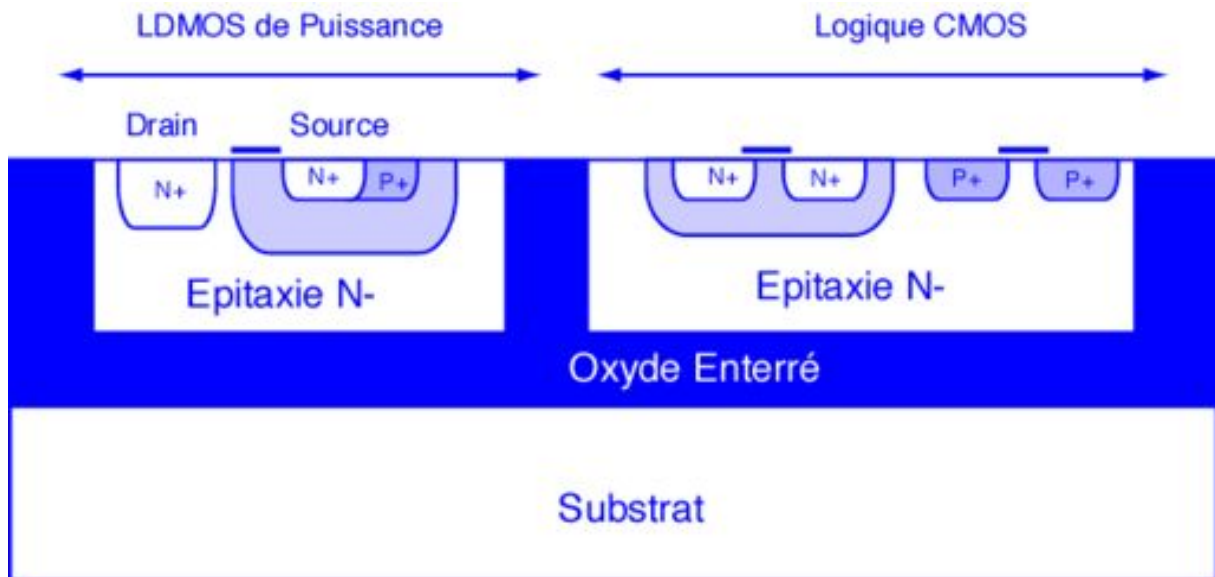 LDMOS de Puissance
Logique CMOS
Drain
Source
N+
N+
P+
N+
N+
P+
P+
Epitaxie N-
Epitaxie N-
Oxyde Enterré
Substrat